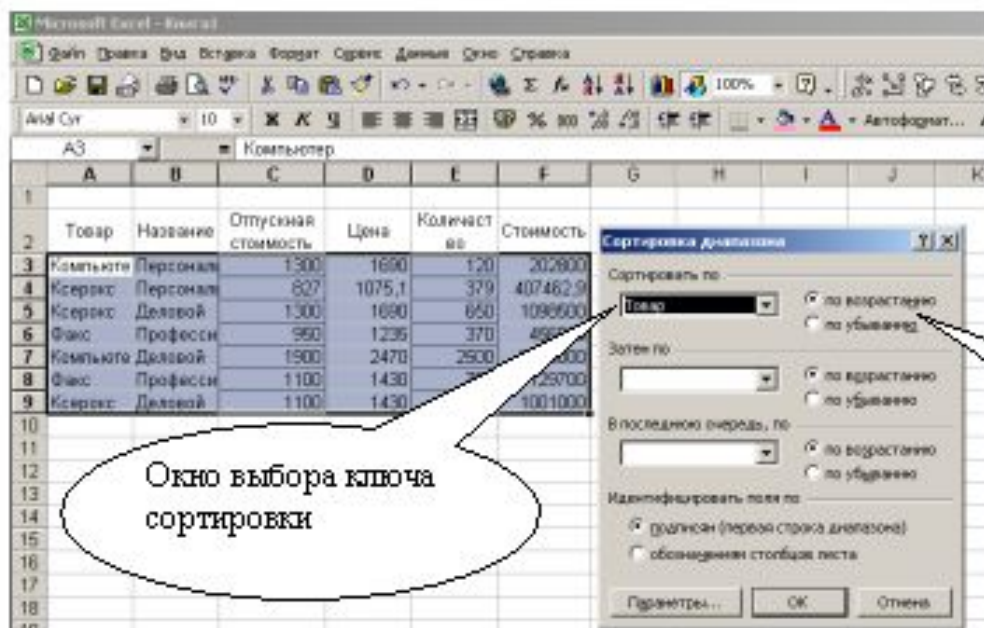 Microsoft Excel - Книга1
Файл Правка Вид Вставка Формат Сервис Данные Окно Справка
100%
Arial Cyr 10 Ж К Ч % 000 Автоформат...
A3 = Компьютер
A B C D E F G H I J K
1
2 Товар Название Отпускная стоимость Цена Количест во Стоимость
3 Компьюте Персонал 1300 1690 120 202800
4 Ксерокс Персонал 827 1075,1 379 407462,9
5 Ксерокс Деловой 1300 1690 650 1098500
6 Факс Професси 950 1235 370
7 Компьюте Деловой 1900 2470 2500
8 Факс Професси 1100 1430
9 Ксерокс Деловой 1100 1430 1001000
10
11
12
13
14
15
16
17
18
Окно выбора ключа
сортировки
Сортировка диапазона
Сортировать по
Товар
по возрастанию
по убыванию
Затем по
по возрастанию
по убыванию
В последнюю очередь, по
по возрастанию
по убыванию
Идентифицировать поля по
подписям (первая строка диапазона)
обозначениям столбцов листа
Параметры... OK Отмена